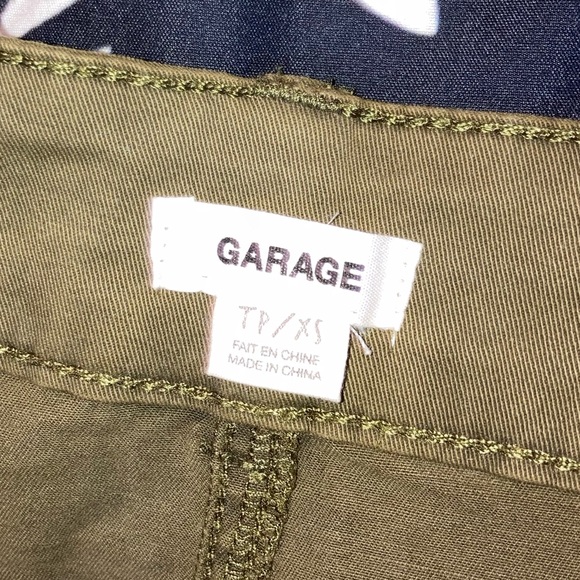 GARAGE
TP/XS
FAIT EN CHINE
MADE IN CHINA